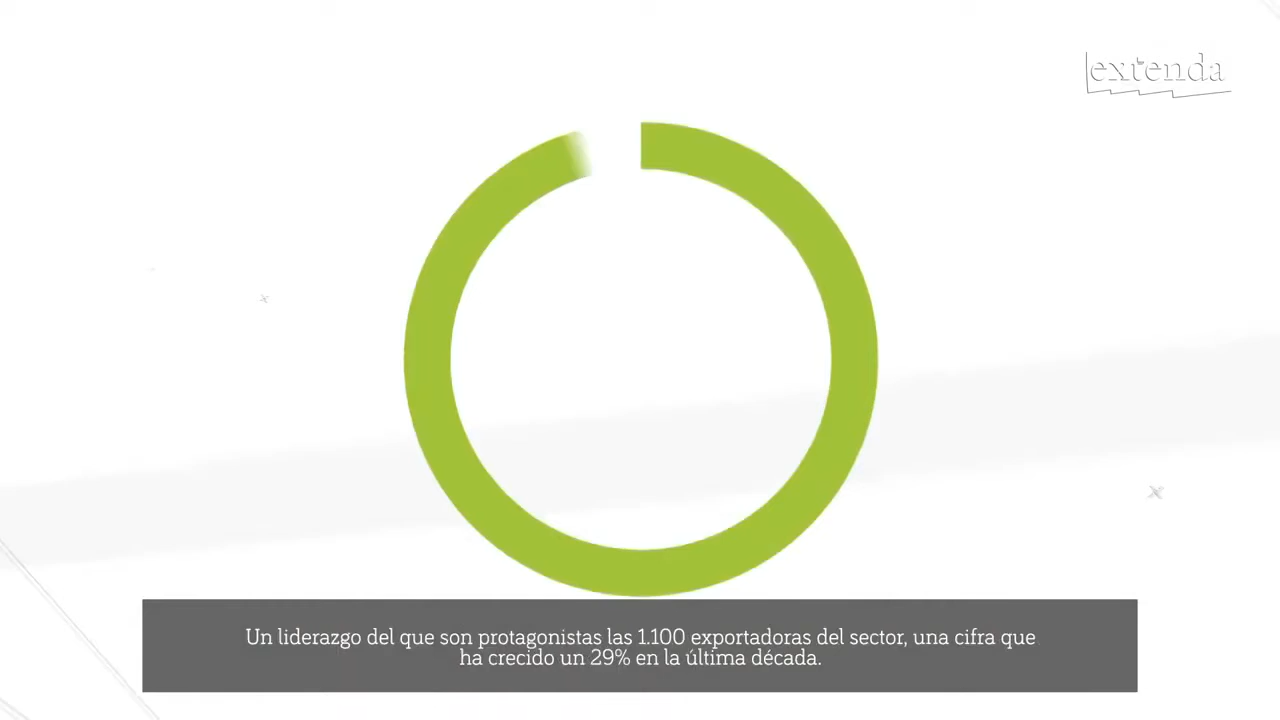 extenda
Un liderazgo del que son protagonistas las 1.100 exportadoras del sector, una cifra que
ha crecido un 29% en la última década.